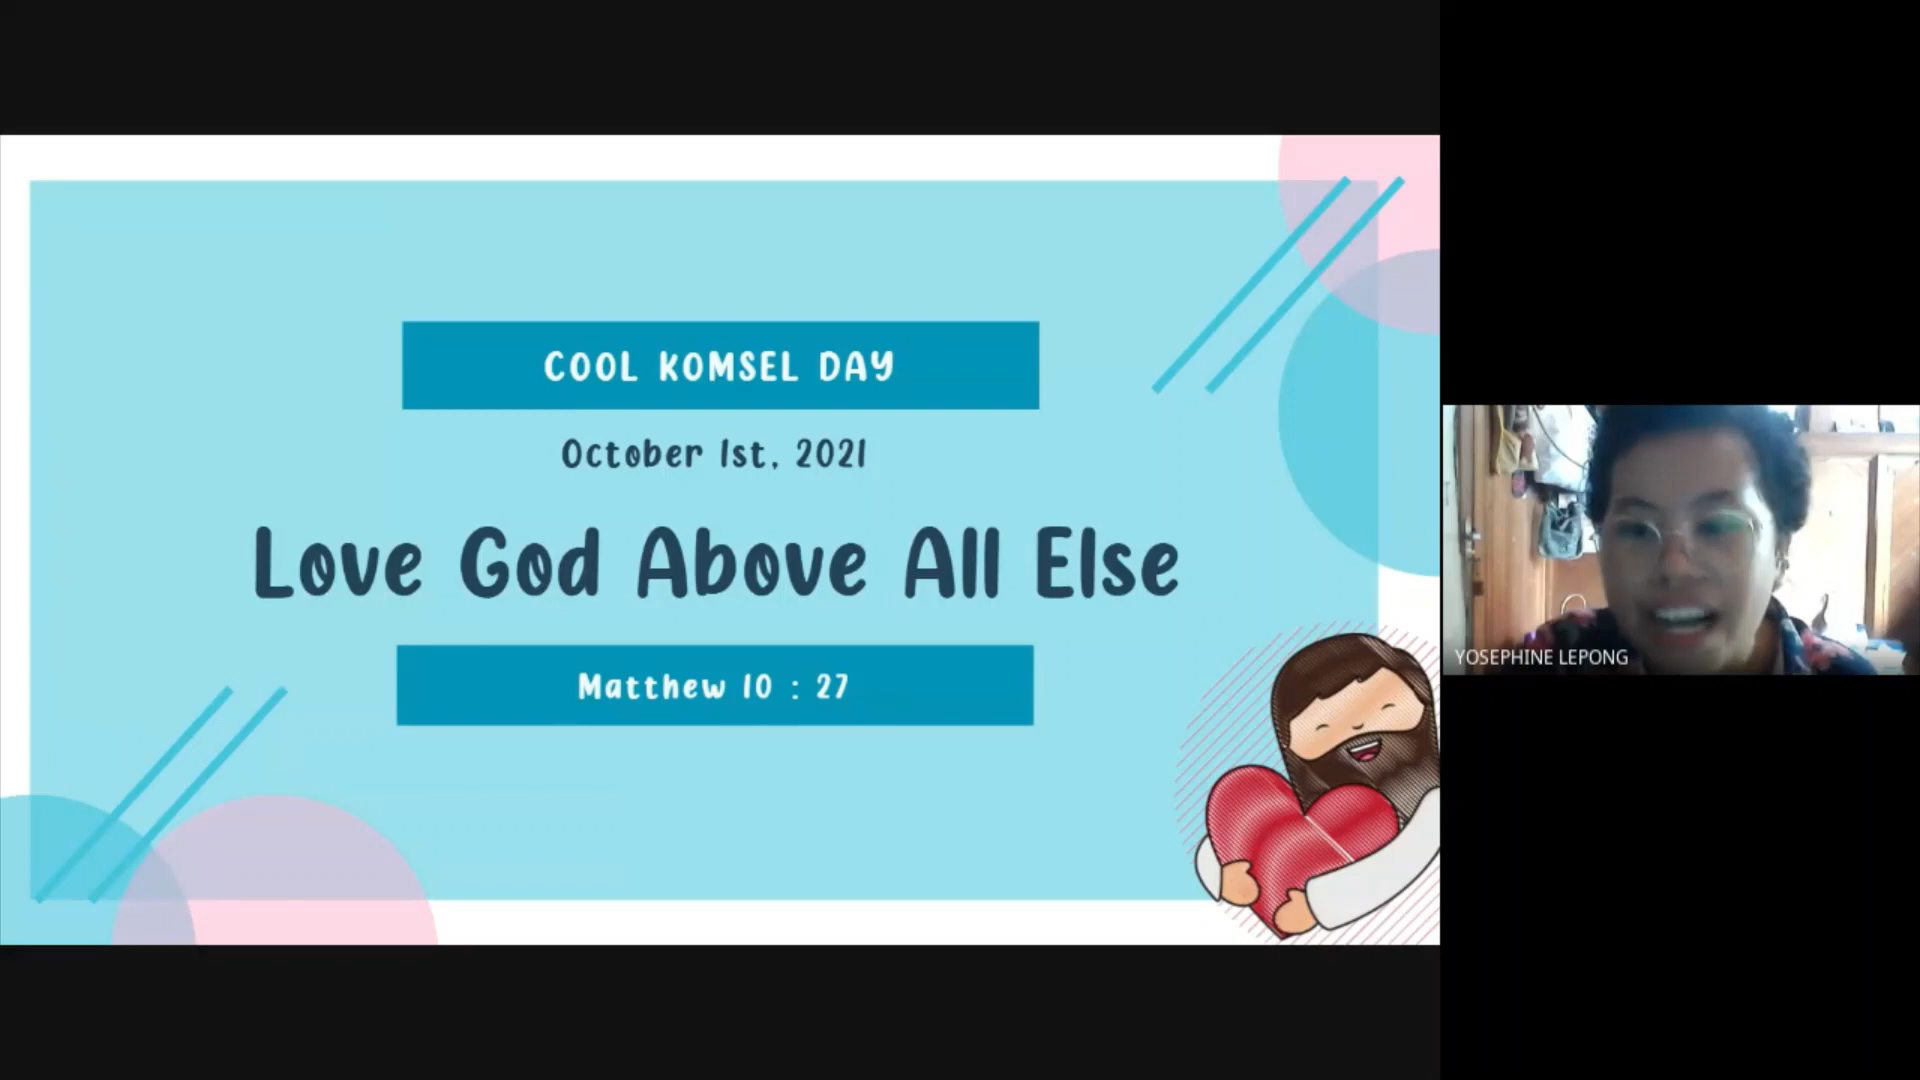 COOL KOMSEL DAY
October 1st, 2021
Love God Above All Else
Matthew 10 : 27
YOSEPHINE LEPONG